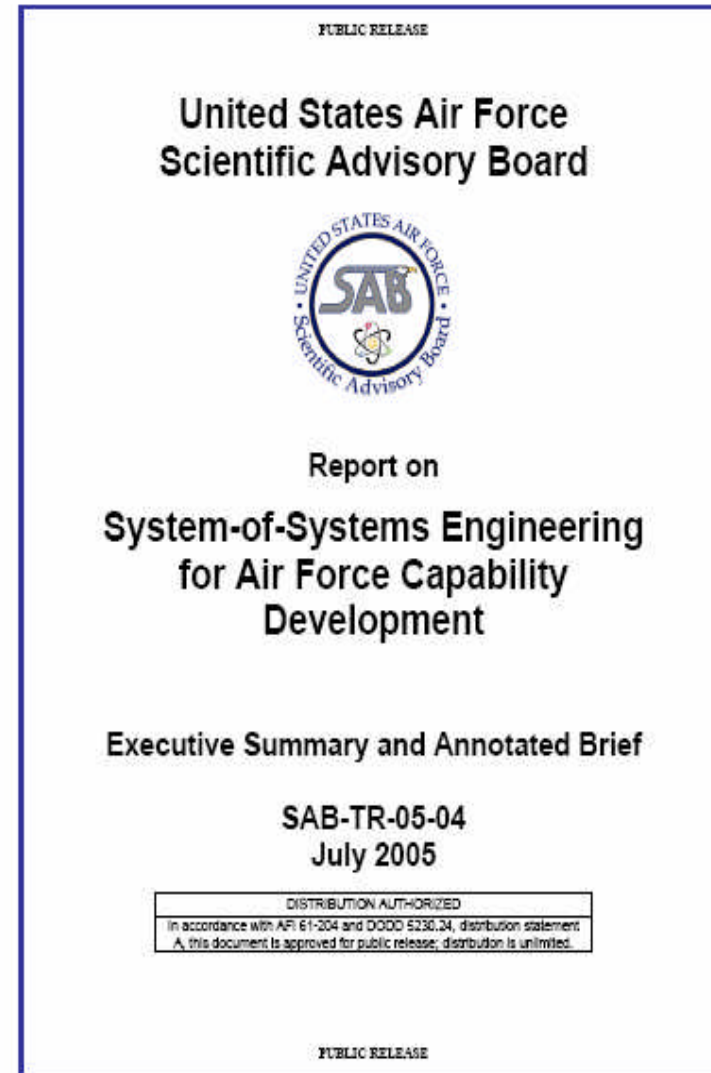 PUBLIC RELEASE
United States Air Force
Scientific Advisory Board
· UNITED STATES AIR FORCE ·
SAB
Scientific Advisory Board
Report on
System-of-Systems Engineering
for Air Force Capability
Development
Executive Summary and Annotated Brief
SAB-TR-05-04
July 2005
DISTRIBUTION AUTHORIZED
In accordance with AFI 61-204 and DODD 5230.24, distribution statement
A, this document is approved for public release; distribution is unlimited.
PUBLIC RELEASE